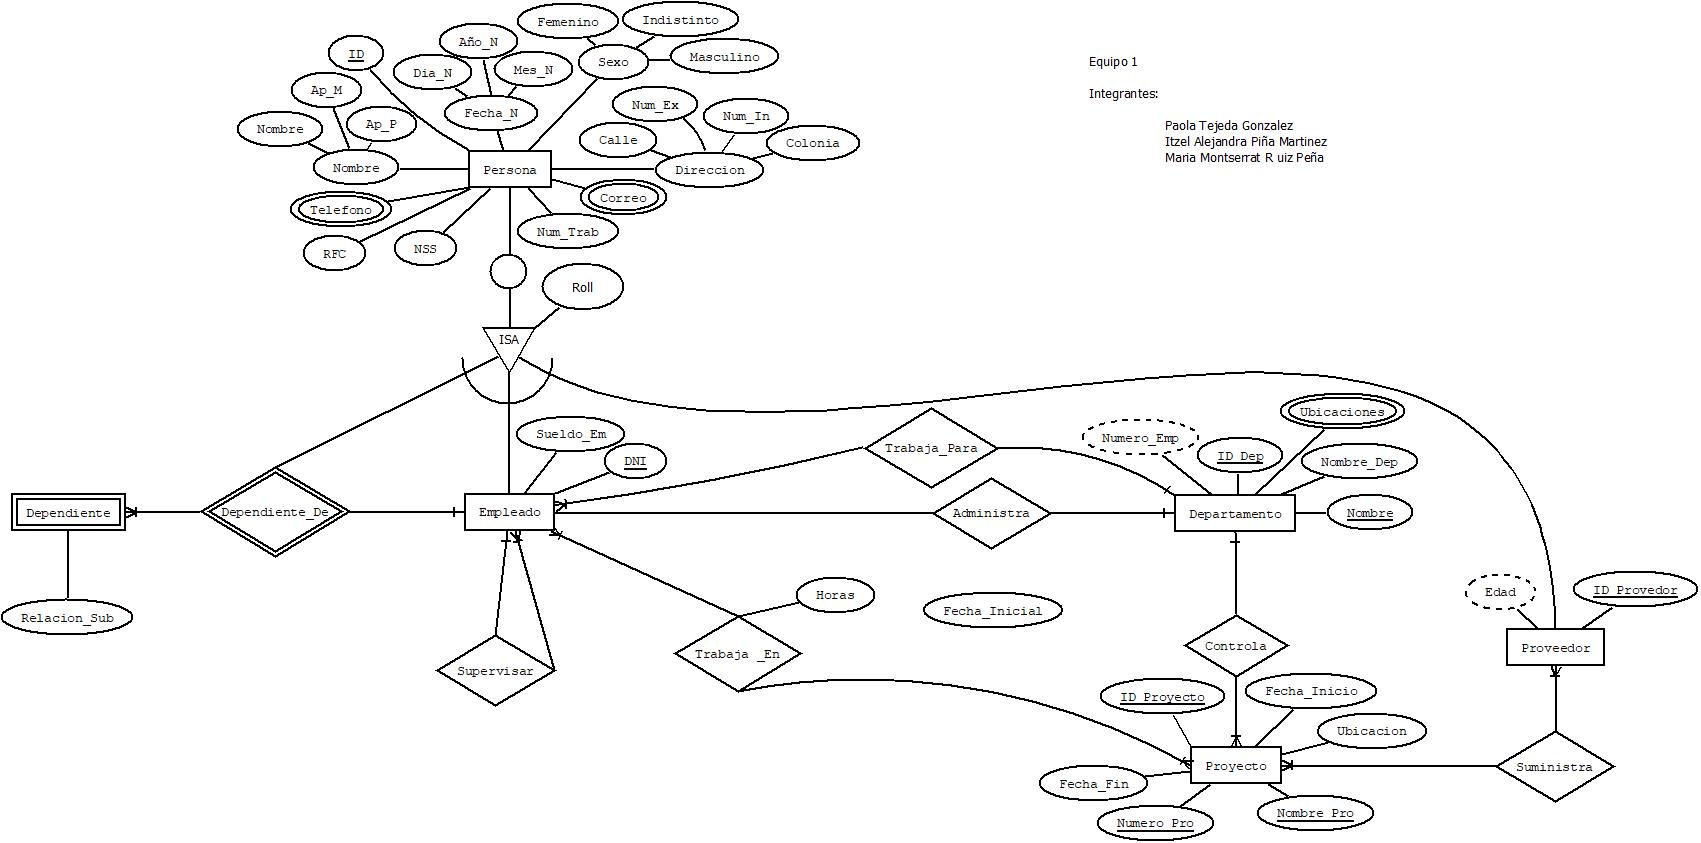 Femenino
Indistinto
Año_N
ID
Sexo
Masculino
Dia_N
Mes_N
Ap_M
Num_Ex
Fecha_N
Num_In
Nombre
Ap_P
Calle
Colonia
Nombre
Persona
Direccion
Telefono
Correo
Num_Trab
RFC
NSS
Equipo 1
Integrantes:
Paola Tejeda Gonzalez
Itzel Alejandra Piña Martinez
Maria Montserrat R uiz Peña
Roll
ISA
Ubicaciones
Sueldo_Em
Trabaja_Para
Numero_Emp
ID_Dep
DNI
Nombre_Dep
Dependiente
Dependiente_De
Empleado
Administra
Departamento
Nombre
Relacion_Sub
Horas
Fecha_Inicial
Edad
ID_Provedor
Supervisar
Trabaja _En
Controla
Proveedor
ID_Proyecto
Fecha_Inicio
Ubicacion
Proyecto
Suministra
Fecha_Fin
Numero_Pro
Nombre_Pro